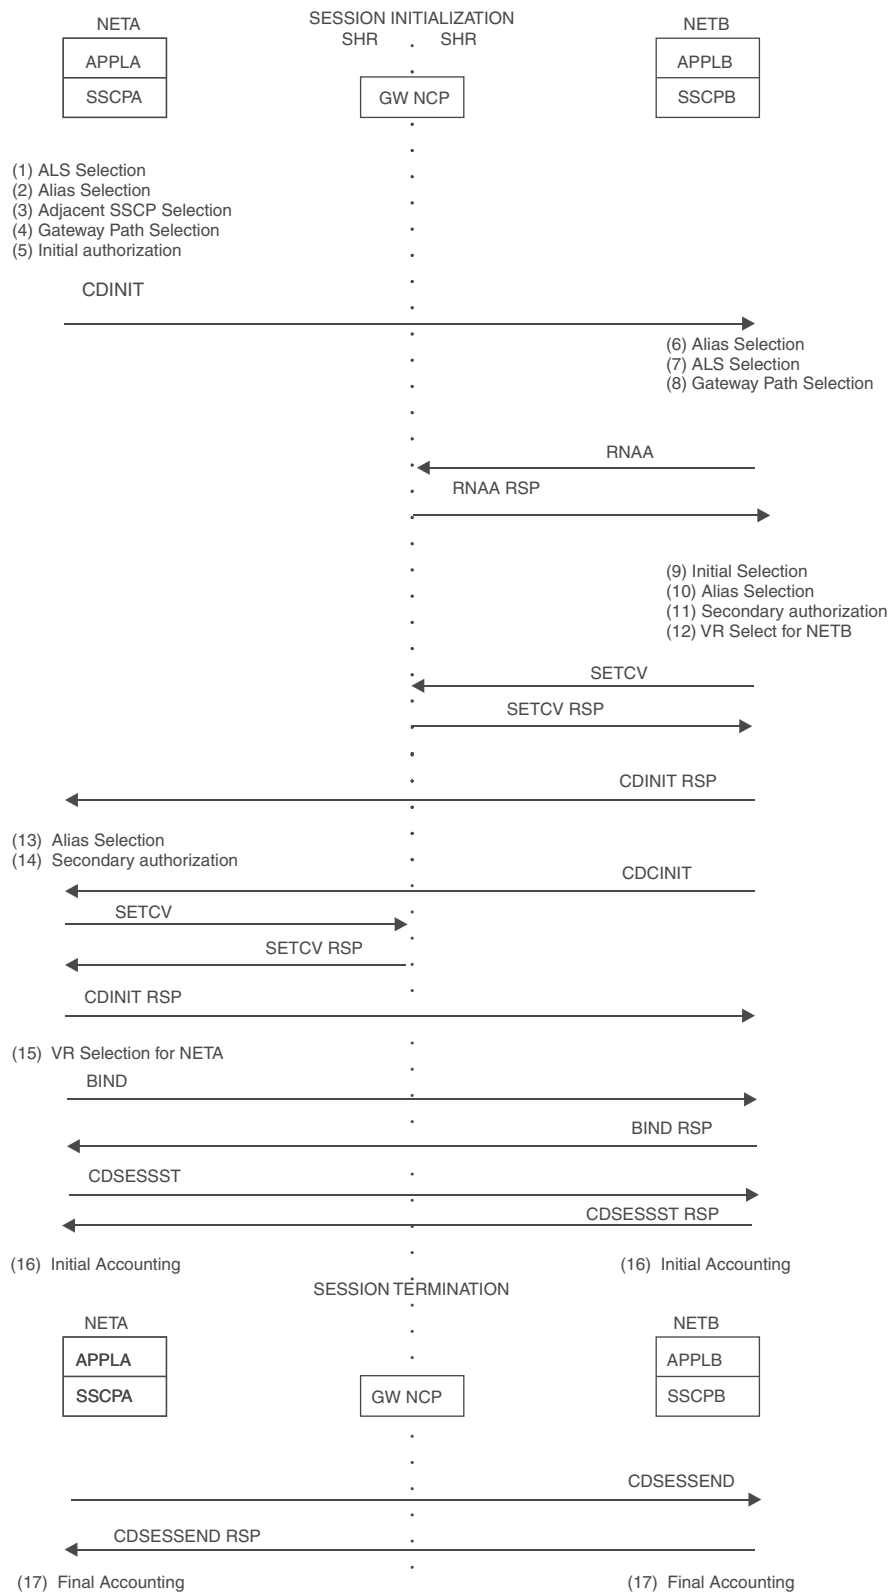 SESSION INITIALIZATION
NETA
NETB
SHR
SHR
APPLA
APPLB
SSCPA
GW NCP
SSCPB
(1) ALS Selection
(2) Alias Selection
(3) Adjacent SSCP Selection
(4) Gateway Path Selection
(5) Initial authorization
CDINIT
(6) Alias Selection
(7) ALS Selection
(8) Gateway Path Selection
RNAA
RNAA RSP
(9) Initial Selection
(10) Alias Selection
(11) Secondary authorization
(12) VR Select for NETB
SETCV
SETCV RSP
CDINIT RSP
(13) Alias Selection
(14) Secondary authorization
CDCINIT
SETCV
SETCV RSP
CDINIT RSP
(15) VR Selection for NETA
BIND
BIND RSP
CDSESSST
CDSESSST RSP
(16) Initial Accounting
(16) Initial Accounting
SESSION TERMINATION
NETA
NETB
APPLA
APPLB
SSCPA
GW NCP
SSCPB
CDSESSEND
CDSESSEND RSP
(17) Final Accounting
(17) Final Accounting